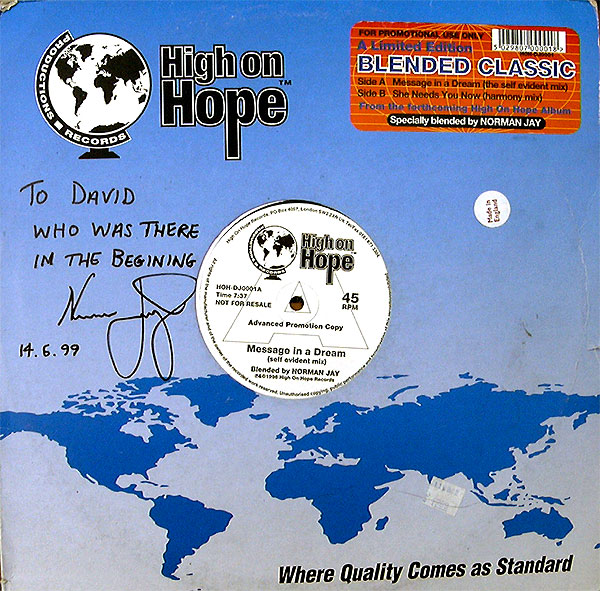 PRODUCTIONS
RECORDS
High on
Hope™
FOR PROMOTIONAL USE ONLY
A Limited Edition
BLENDED CLASSIC
Side A Message in a Dream (the self evident mix)
Side B She Needs You Now (harmony mix)
From the forthcoming High On Hope Album
Specially blended by NORMAN JAY
5 029807 000018
TO DAVID
WHO WAS THERE
IN THE BEGINING
14.6.99
Made in
England
High on
Hope
HOH-DJ0001A
Time 7:37
NOT FOR RESALE
45
RPM
Advanced Promotion Copy
Message in a Dream
(self evident mix)
Blended by NORMAN JAY
Where Quality Comes as Standard